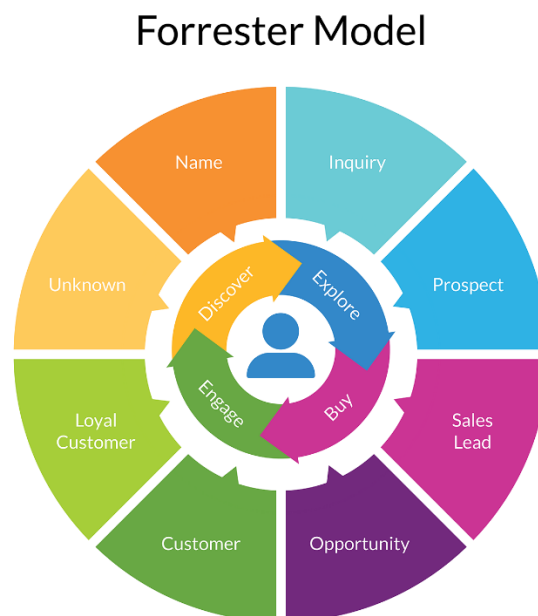 Forrester Model
Name
Inquiry
Unknown
Prospect
Discover
Explore
Engage
Buy
Loyal
Customer
Sales
Lead
Customer
Opportunity